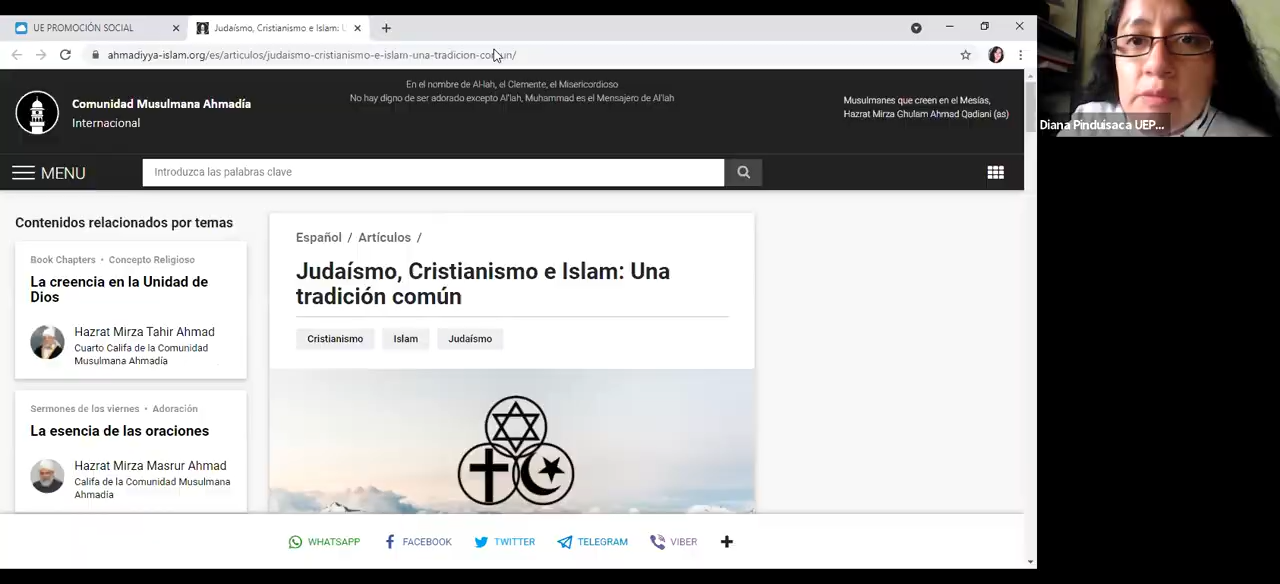 UE PROMOCIÓN SOCIAL
Judaísmo, Cristianismo e Islam: U
ahmadiyya-islam.org/es/articulos/judaismo-cristianismo-e-islam-una-tradicion-comun/
Comunidad Musulmana Ahmadía
Internacional
En el nombre de Al-lah, el Clemente, el Misericordioso
No hay digno de ser adorado excepto Al'lah, Muhammad es el Mensajero de Al'lah
Musulmanes que creen en el Mesías,
Hazrat Mirza Ghulam Ahmad Qadiani (as)
MENU
Introduzca las palabras clave
Contenidos relacionados por temas
Book Chapters • Concepto Religioso
La creencia en la Unidad de
Dios
Hazrat Mirza Tahir Ahmad
Cuarto Califa de la Comunidad
Musulmana Ahmadía
Sermones de los viernes • Adoración
La esencia de las oraciones
Hazrat Mirza Masrur Ahmad
Califa de la Comunidad Musulmana
Ahmadía
Español / Artículos /
Judaísmo, Cristianismo e Islam: Una
tradición común
Cristianismo
Islam
Judaísmo
WHATSAPP
FACEBOOK
TWITTER
TELEGRAM
VIBER
Diana Pinduisaca UEP...